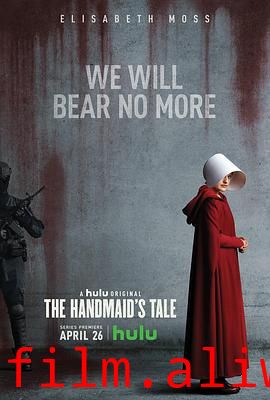 ELISABETH MOSS
WE WILL
BEAR NO MORE
A hulu ORIGINAL
THE HANDMAID'S TALE
SERIES PREMIERE
APRIL 26
hulu
film.aliv